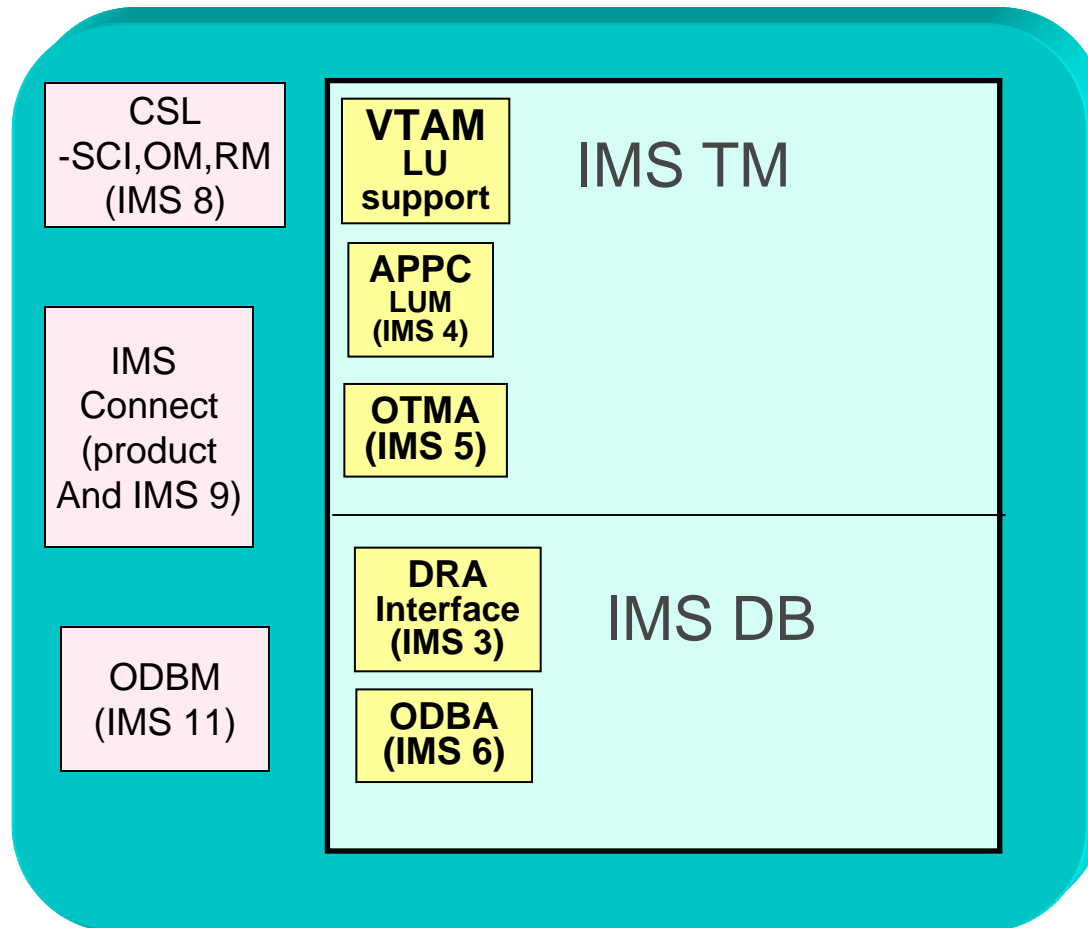 CSL
-SCI,OM,RM
(IMS 8)
IMS
Connect
(product
And IMS 9)
ODBM
(IMS 11)
VTAM
LU
support
IMS TM
APPC
LUM
(IMS 4)
OTMA
(IMS 5)
DRA
Interface
(IMS 3)
IMS DB
ODBA
(IMS 6)